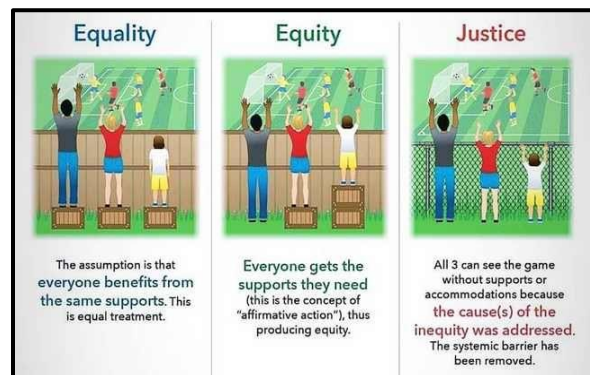 Equality
The assumption is that
everyone benefits from
the same supports. This
is equal treatment.
Equity
Everyone gets the
supports they need
(this is the concept of
"affirmative action"), thus
producing equity.
Justice
All 3 can see the game
without supports or
accommodations because
the cause(s) of the
inequity was addressed.
The systemic barrier has
been removed.